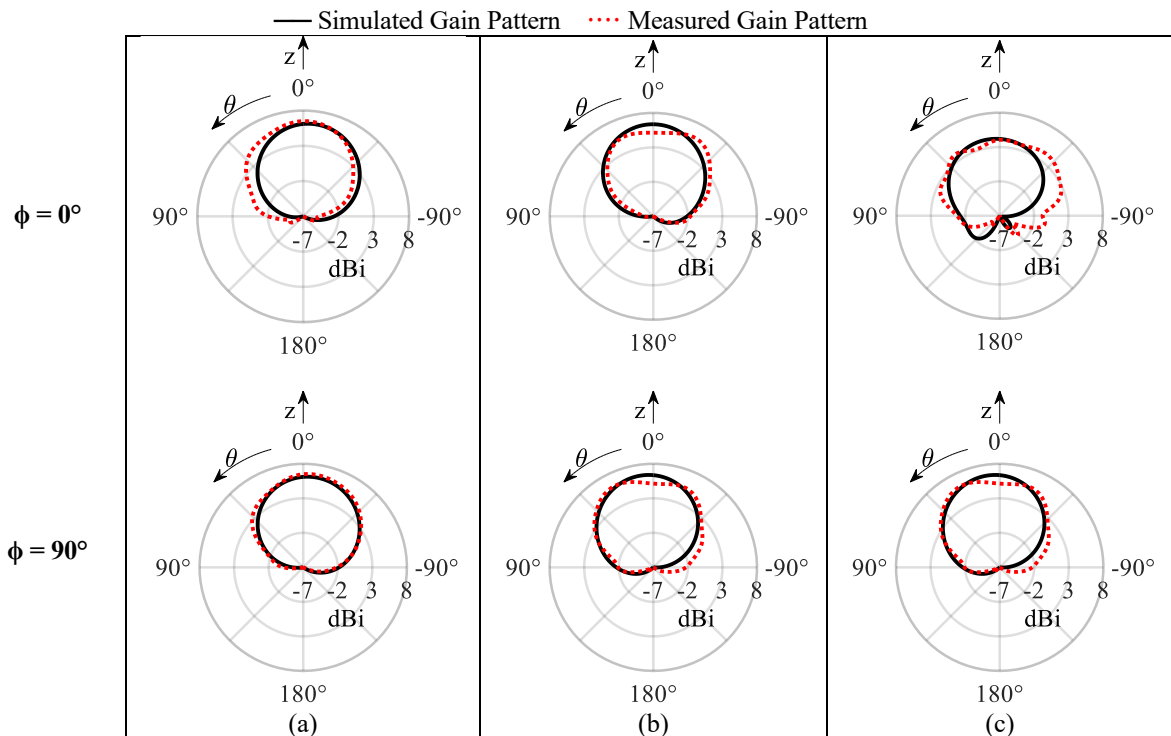 Simulated Gain Pattern Measured Gain Pattern
z z z
0° 0° 0°
θ θ θ
ϕ = 0° 90° -90° 90° -90° 90° -90°
-7 -2 3 8 -7 -2 3 8 -7 -2 3 8
dBi dBi dBi
180° 180° 180°
z z z
0° 0° 0°
θ θ θ
ϕ = 90° 90° -90° 90° -90° 90° -90°
-7 -2 3 8 -7 -2 3 8 -7 -2 3 8
dBi dBi dBi
180° 180° 180°
(a) (b) (c)